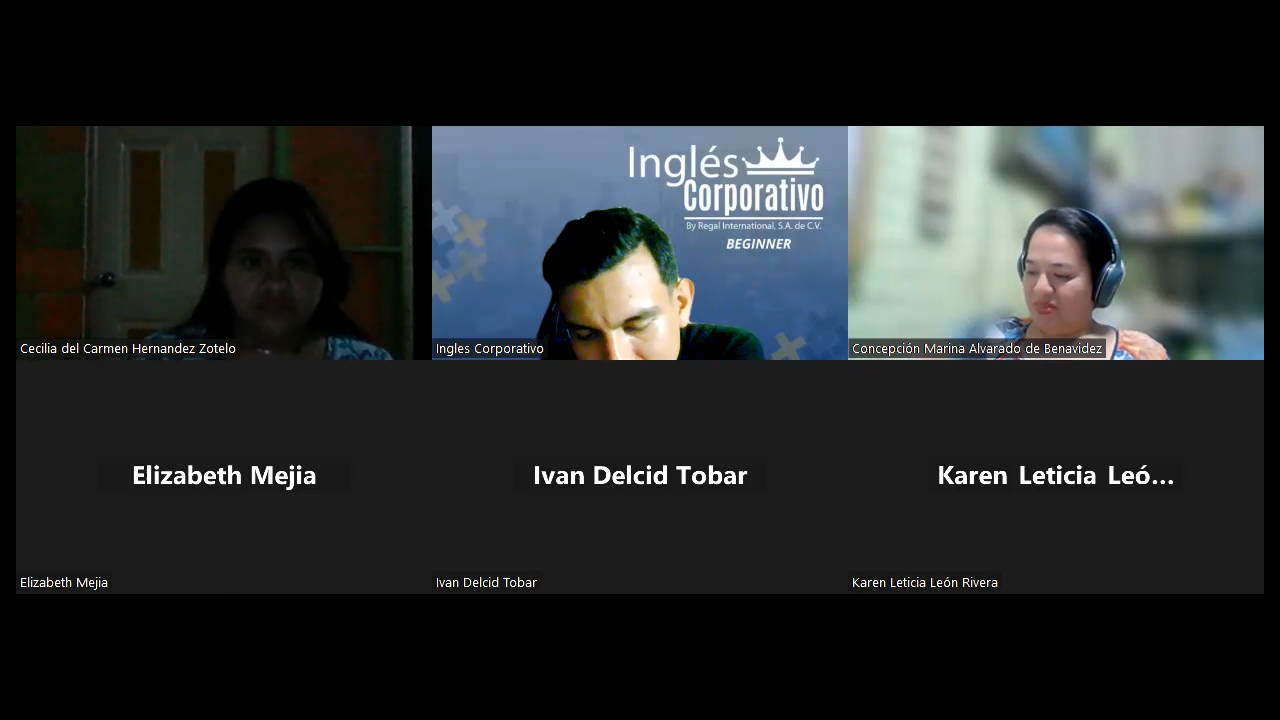 Inglés
Corporativo
By Regal International, S.A. de C.V.
BEGINNER
Cecilia del Carmen Hernandez Zotelo
Ingles Corporativo
Concepción Marina Alvarado de Benavidez
Elizabeth Mejia
Ivan Delcid Tobar
Karen Leticia Leó...
Elizabeth Mejia
Ivan Delcid Tobar
Karen Leticia León Rivera